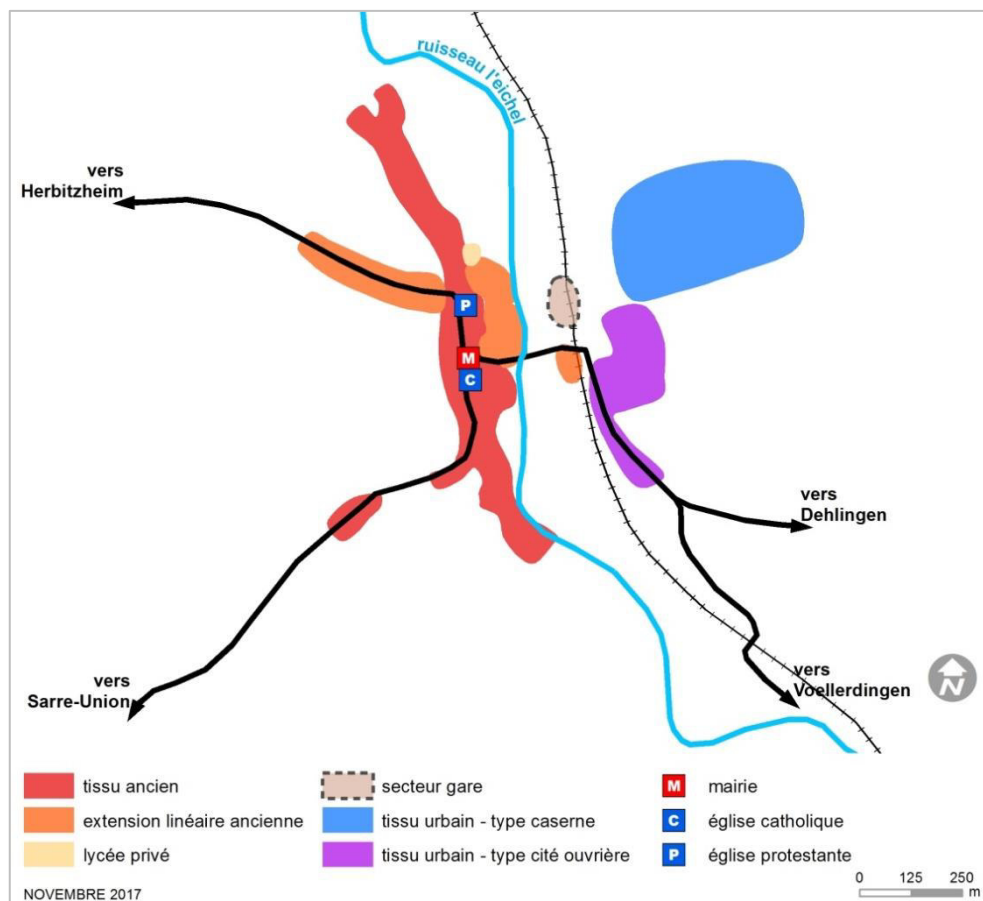 ruisseau l'eichel
vers
Herbitzheim
P
M
C
vers
Dehlingen
vers
Sarre-Union
vers
Voellerdingen
N
tissu ancien
secteur gare
M mairie
extension linéaire ancienne
tissu urbain - type caserne
C église catholique
lycée privé
tissu urbain - type cité ouvrière
P église protestante
NOVEMBRE 2017
0 125 250
m